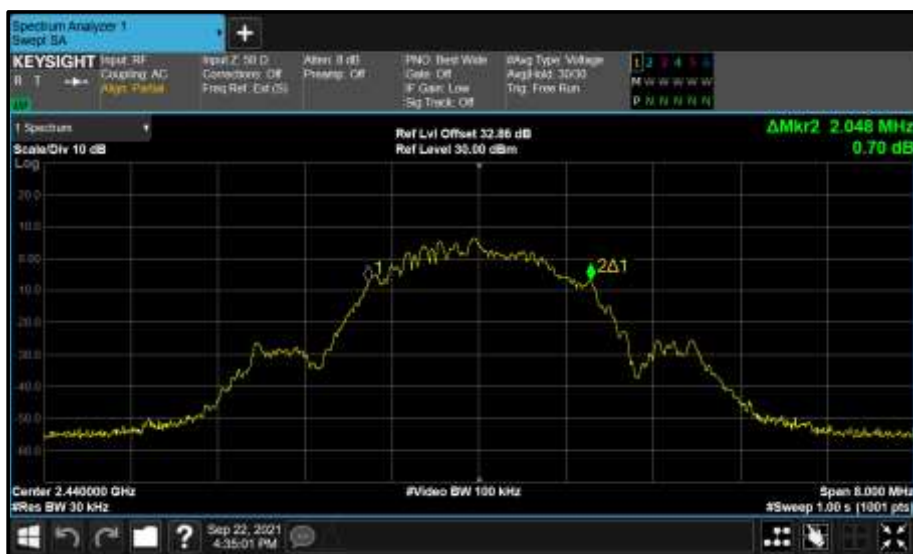 Spectrum Analyzer 1
Swept SA
KEYSIGHT
R T
Input: RF
Coupling: AC
Align: Partial
Input Z: 50 Ω
Corrections: Off
Freq Ref: Ext (S)
Atten: 8 dB
Preamp: Off
PNO: Best Wide
Gate: Off
IF Gain: Low
Sig Track: Off
#Avg Type: Voltage
Avg|Hold: 30/30
Trig: Free Run
1 2 3 4 5 6
M W W W W W
P N N N N N
1 Spectrum
Scale/Div 10 dB
Log
Ref Lvl Offset 32.86 dB
Ref Level 30.00 dBm
ΔMkr2 2.048 MHz
0.70 dB
20.0
10.0
0.00
-10.0
-20.0
-30.0
-40.0
-50.0
-60.0
1
2Δ1
Center 2.440000 GHz
#Res BW 30 kHz
#Video BW 100 kHz
Span 8.000 MHz
#Sweep 1.00 s (1001 pts)
?
Sep 22, 2021
4:35:01 PM